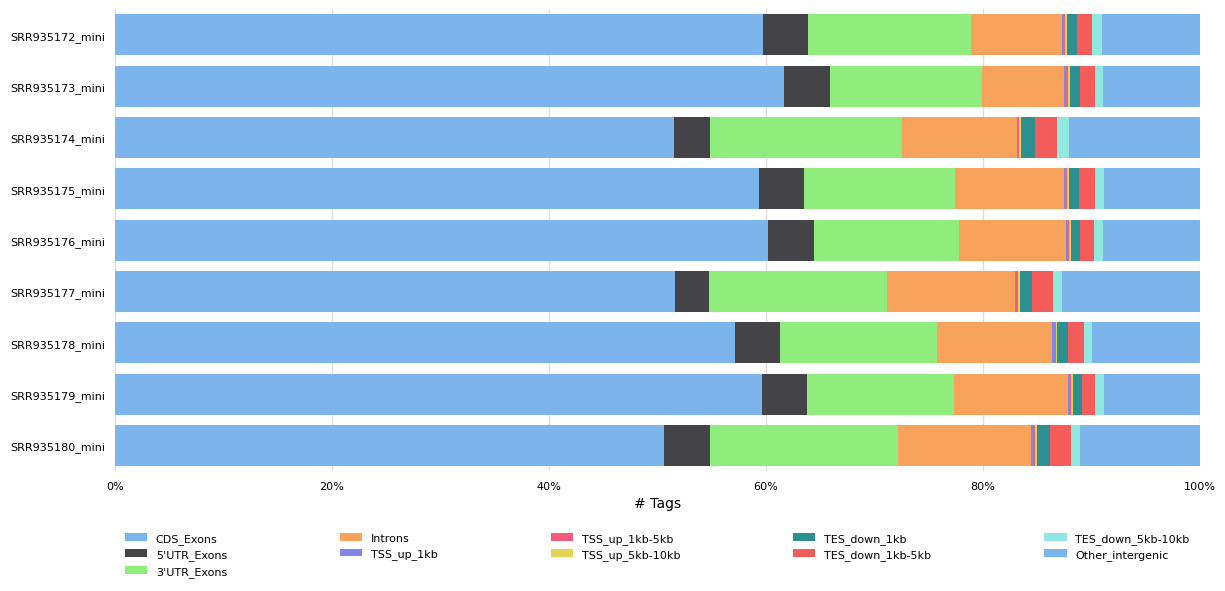 SRR935172_mini
SRR935173_mini
SRR935174_mini
SRR935175_mini
SRR935176_mini
SRR935177_mini
SRR935178_mini
SRR935179_mini
SRR935180_mini
0% 20% 40% 60% 80% 100%
# Tags
CDS_Exons Introns TSS_up_1kb-5kb TES_down_1kb TES_down_5kb-10kb
5'UTR_Exons TSS_up_1kb TSS_up_5kb-10kb TES_down_1kb-5kb Other_intergenic
3'UTR_Exons